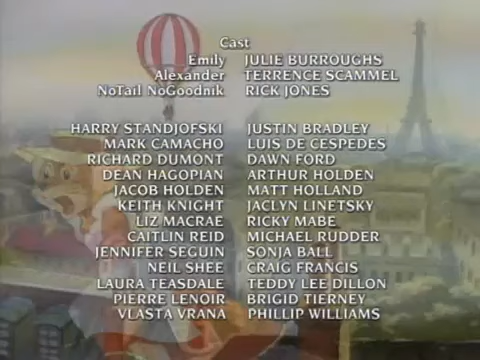 Cast
Emily JULIE BURROUGHS
Alexander TERRENCE SCAMMEL
NoTail NoGoodnik RICK JONES
HARRY STANDJOFSKI JUSTIN BRADLEY
MARK CAMACHO LUIS DE CESPEDES
RICHARD DUMONT DAWN FORD
DEAN HAGOPIAN ARTHUR HOLDEN
JACOB HOLDEN MATT HOLLAND
KEITH KNIGHT JACLYN LINETSKY
LIZ MACRAE RICKY MABE
CAITLIN REID MICHAEL RUDDER
JENNIFER SEGUIN SONJA BALL
NEIL SHEE CRAIG FRANCIS
LAURA TEASDALE TEDDY LEE DILLON
PIERRE LENOIR BRIGID TIERNEY
VLASTA VRANA PHILLIP WILLIAMS